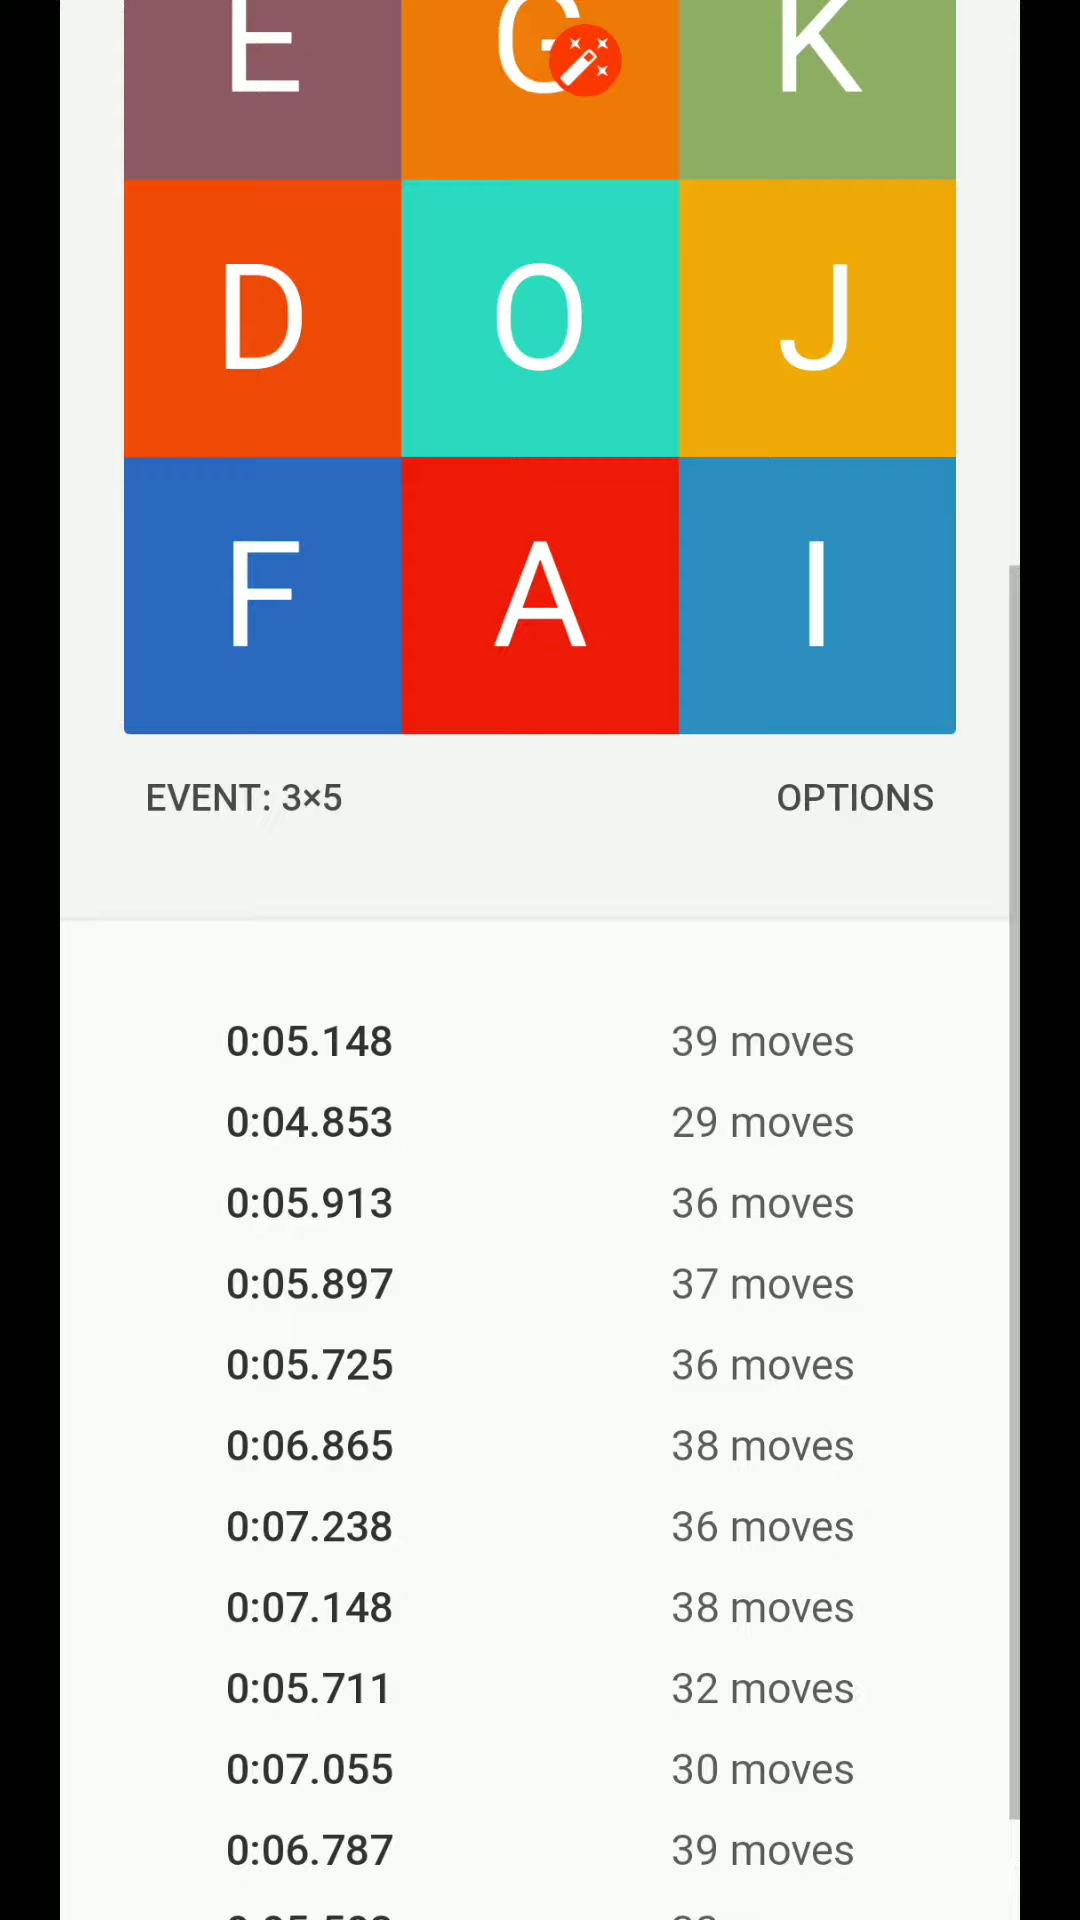 E G K
D O J
F A I
EVENT: 3×5 OPTIONS
0:05.148 39 moves
0:04.853 29 moves
0:05.913 36 moves
0:05.897 37 moves
0:05.725 36 moves
0:06.865 38 moves
0:07.238 36 moves
0:07.148 38 moves
0:05.711 32 moves
0:07.055 30 moves
0:06.787 39 moves